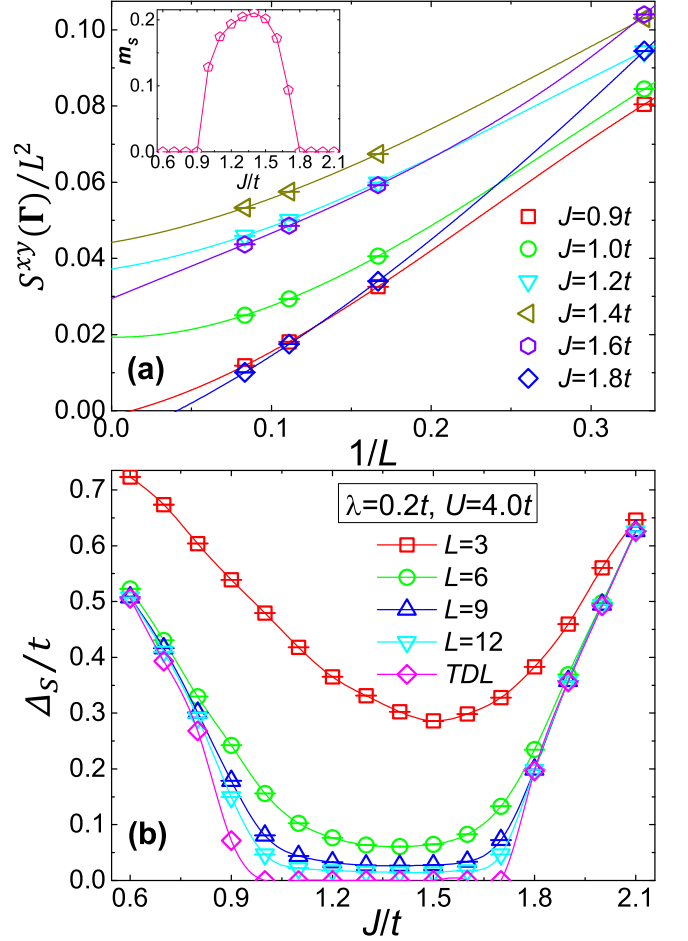 0.10
0.08
0.06
0.04
0.02
0.00
S^{xy}(Γ)/L^2
(a)
0.2
0.1
0.0
m_s
0.6 0.9 1.2 1.5 1.8 2.1
J/t
J=0.9t
J=1.0t
J=1.2t
J=1.4t
J=1.6t
J=1.8t
0.0 0.1 0.2 0.3
1/L
0.7
0.6
0.5
0.4
0.3
0.2
0.1
0.0
Δ_S/t
λ=0.2t, U=4.0t
L=3
L=6
L=9
L=12
TDL
(b)
0.6 0.9 1.2 1.5 1.8 2.1
J/t